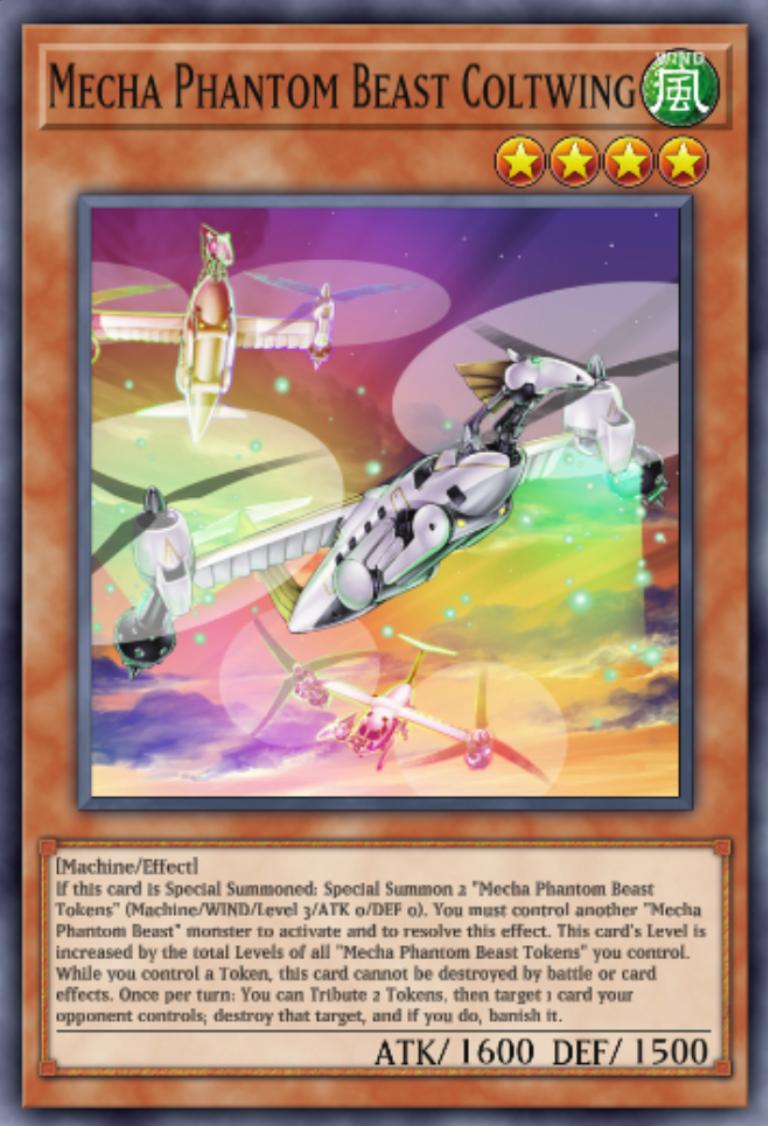 Mecha Phantom Beast Coltwing
WIND
風
[Machine/Effect]
If this card is Special Summoned: Special Summon 2 "Mecha Phantom Beast
Tokens" (Machine/WIND/Level 3/ATK 0/DEF 0). You must control another "Mecha
Phantom Beast" monster to activate and to resolve this effect. This card's Level is
increased by the total Levels of all "Mecha Phantom Beast Tokens" you control.
While you control a Token, this card cannot be destroyed by battle or card
effects. Once per turn: You can Tribute 2 Tokens, then target 1 card your
opponent controls; destroy that target, and if you do, banish it.
ATK/ 1600 DEF/ 1500